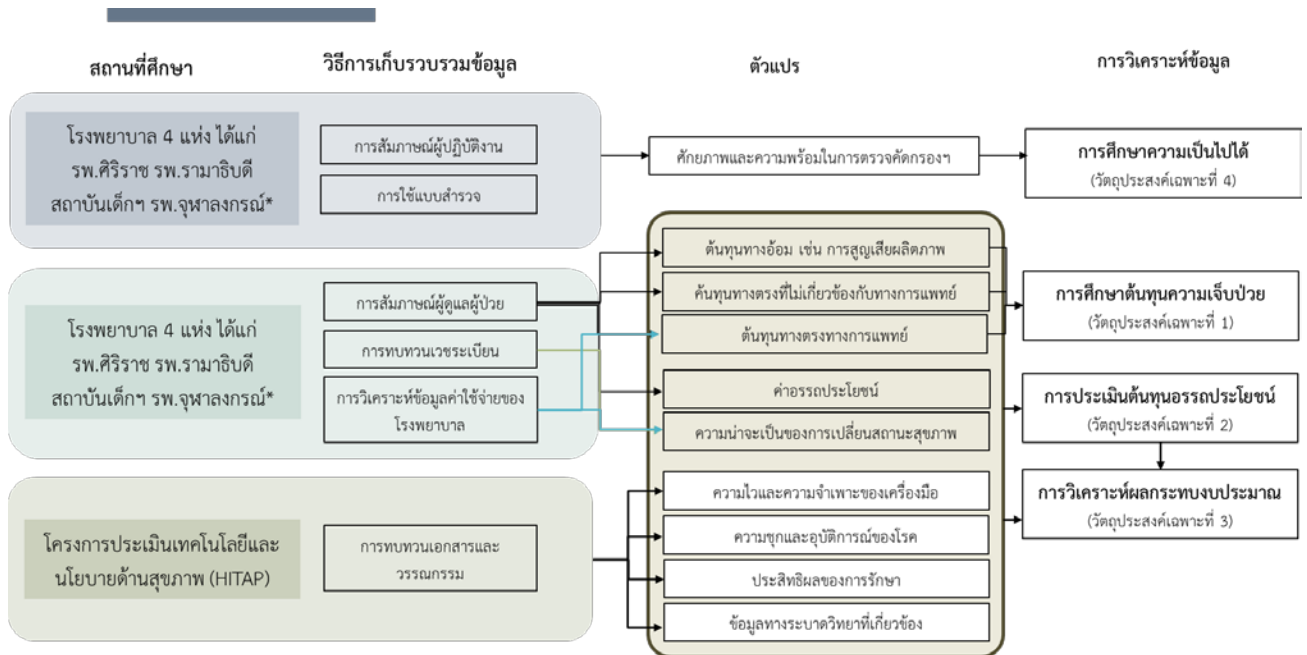 สถานที่ศึกษา
วิธีการเก็บรวบรวมข้อมูล
ตัวแปร
การวิเคราะห์ข้อมูล
โรงพยาบาล 4 แห่ง ได้แก่
รพ.ศิริราช รพ.รามาธิบดี
สถาบันเด็กฯ รพ.จุฬาลงกรณ์*
การสัมภาษณ์ผู้ปฏิบัติงาน
การใช้แบบสำรวจ
ศักยภาพและความพร้อมในการตรวจคัดกรองฯ
การศึกษาความเป็นไปได้
(วัตถุประสงค์เฉพาะที่ 4)
โรงพยาบาล 4 แห่ง ได้แก่
รพ.ศิริราช รพ.รามาธิบดี
สถาบันเด็กฯ รพ.จุฬาลงกรณ์*
การสัมภาษณ์ผู้ดูแลผู้ป่วย
การทบทวนเวชระเบียน
การวิเคราะห์ข้อมูลค่าใช้จ่ายของ
โรงพยาบาล
ต้นทุนทางอ้อม เช่น การสูญเสียผลิตภาพ
ค้นทุนทางตรงที่ไม่เกี่ยวข้องกับทางการแพทย์
ต้นทุนทางตรงทางการแพทย์
ค่าอรรถประโยชน์
ความน่าจะเป็นของการเปลี่ยนสถานะสุขภาพ
การศึกษาต้นทุนความเจ็บป่วย
(วัตถุประสงค์เฉพาะที่ 1)
การประเมินต้นทุนอรรถประโยชน์
(วัตถุประสงค์เฉพาะที่ 2)
โครงการประเมินเทคโนโลยีและ
นโยบายด้านสุขภาพ (HITAP)
การทบทวนเอกสารและ
วรรณกรรม
ความไวและความจำเพาะของเครื่องมือ
ความชุกและอุบัติการณ์ของโรค
ประสิทธิผลของการรักษา
ข้อมูลทางระบาดวิทยาที่เกี่ยวข้อง
การวิเคราะห์ผลกระทบงบประมาณ
(วัตถุประสงค์เฉพาะที่ 3)